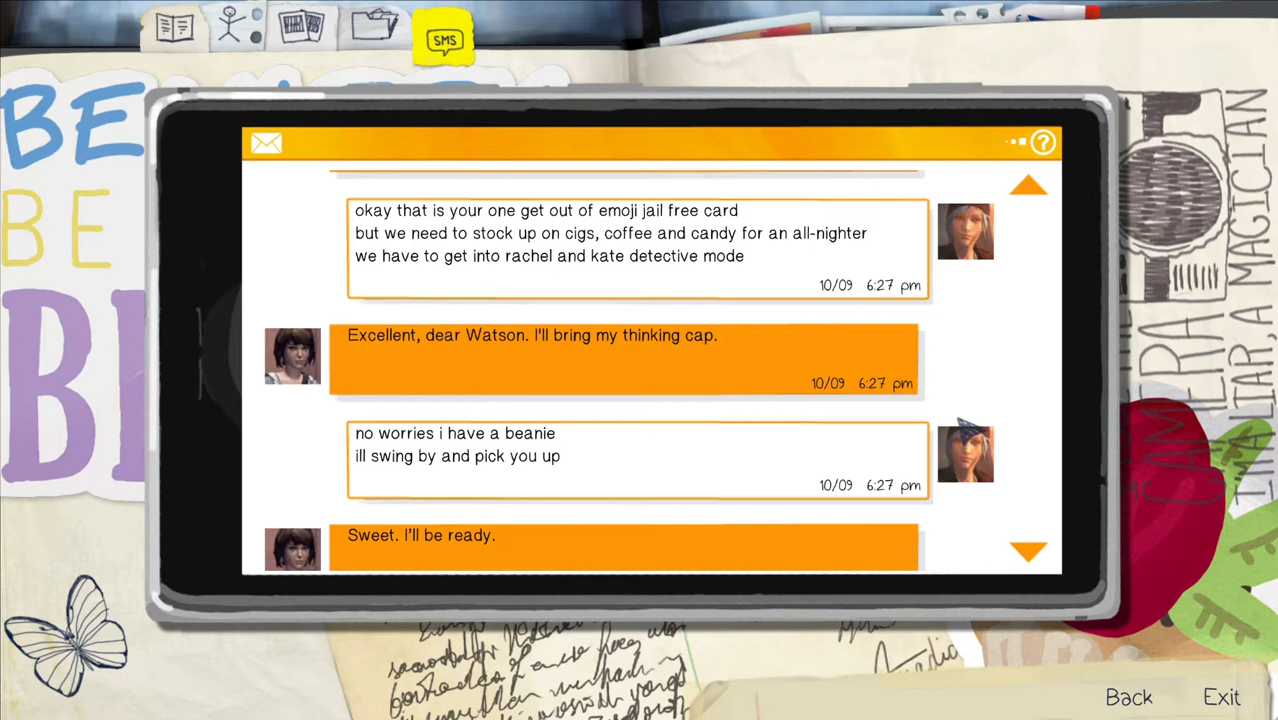 SMS
BE
BE
okay that is your one get out of emoji jail free card
but we need to stock up on cigs, coffee and candy for an all-nighter
we have to get into rachel and kate detective mode
10/09 6:27 pm
Excellent, dear Watson. I'll bring my thinking cap.
10/09 6:27 pm
no worries i have a beanie
ill swing by and pick you up
10/09 6:27 pm
Sweet. I'll be ready.
?
Back
Exit